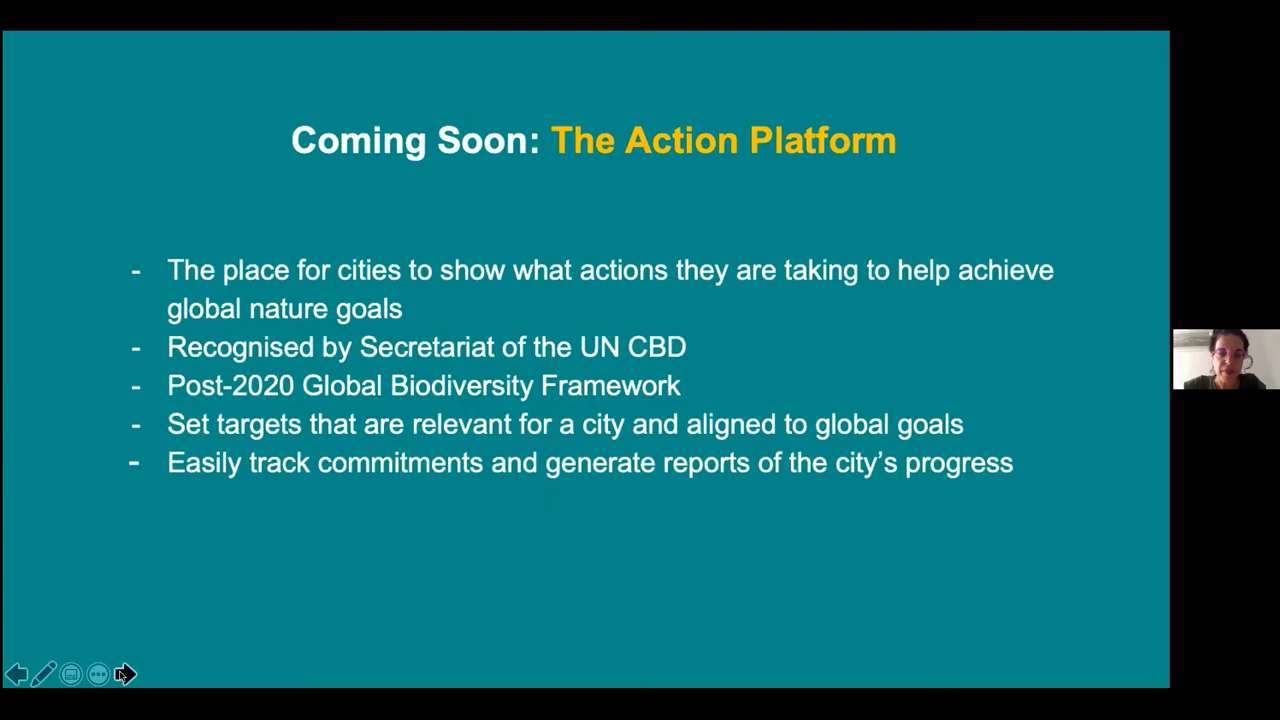 Coming Soon: The Action Platform
- The place for cities to show what actions they are taking to help achieve
global nature goals
- Recognised by Secretariat of the UN CBD
- Post-2020 Global Biodiversity Framework
- Set targets that are relevant for a city and aligned to global goals
- Easily track commitments and generate reports of the city’s progress